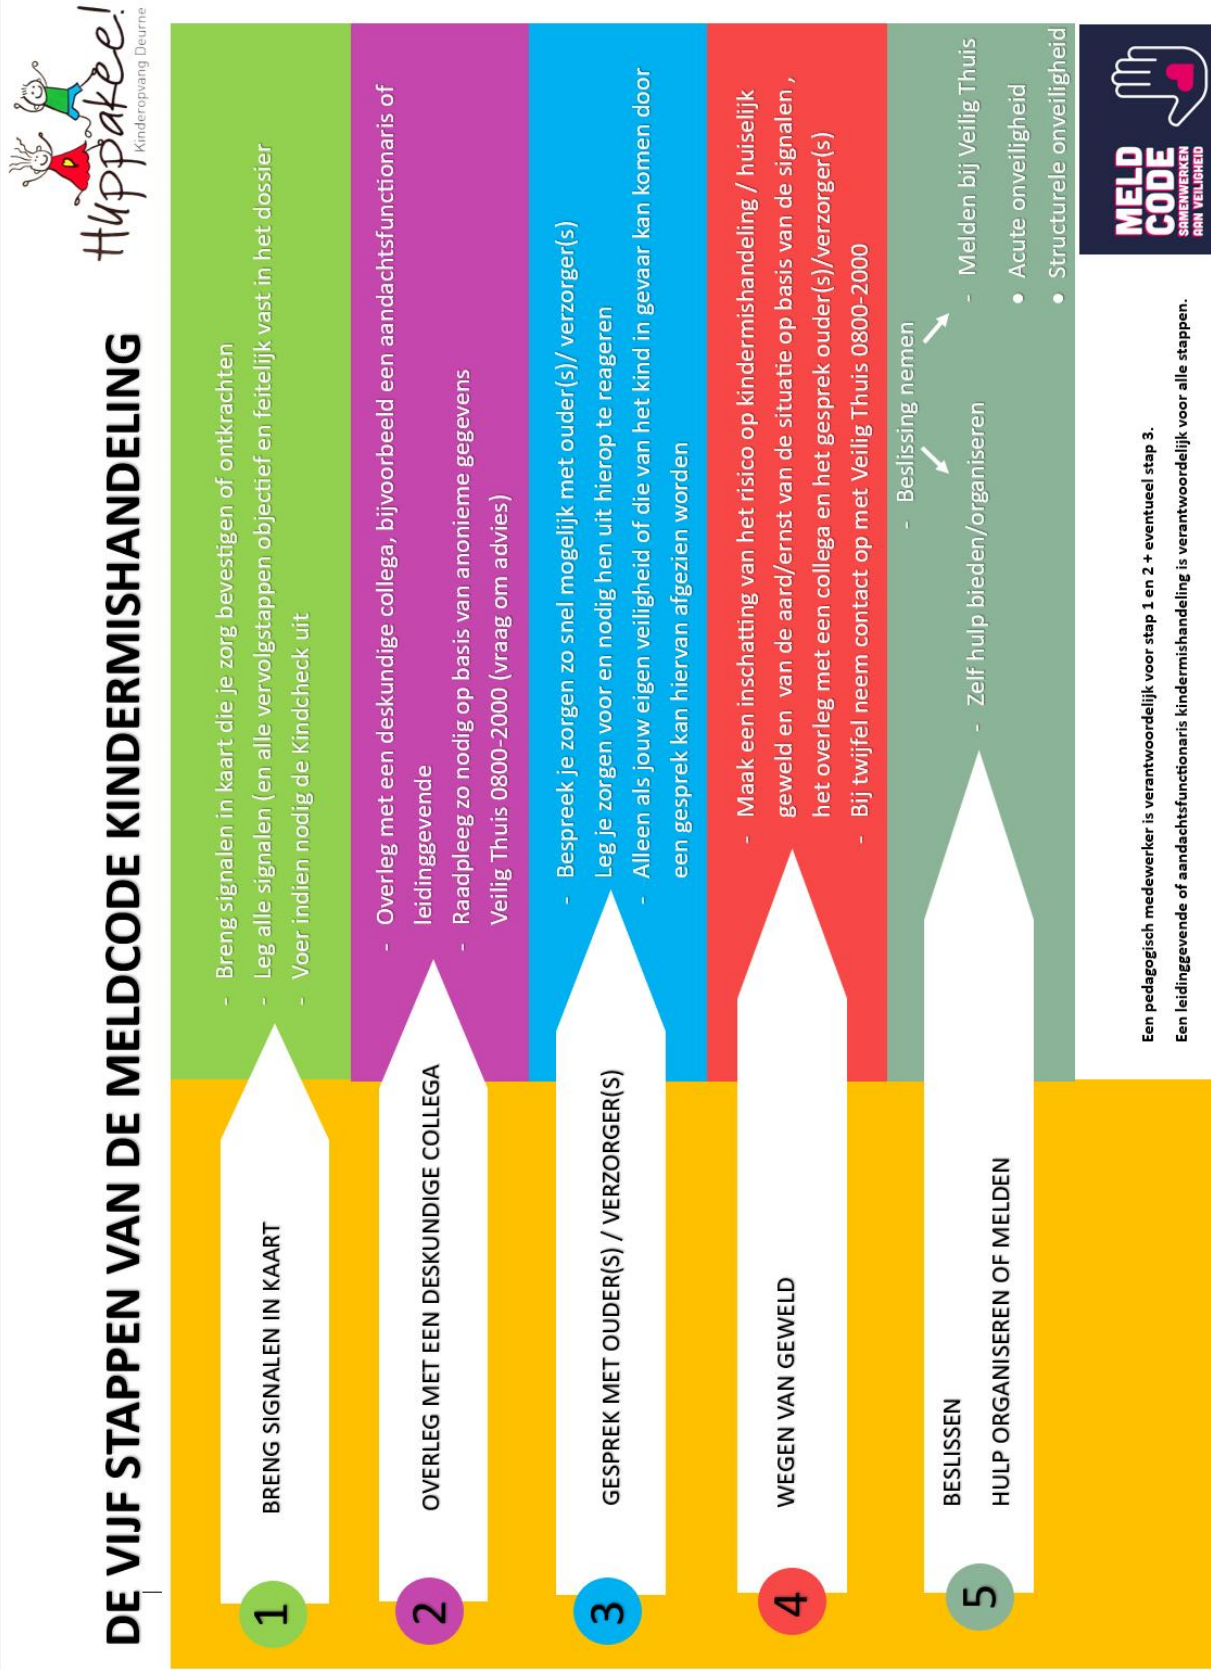 Huppakee!
Kinderopvang Deurne
DE VIJF STAPPEN VAN DE MELDCODE KINDERMISHANDELING
1
BRENG SIGNALEN IN KAART
- Breng signalen in kaart die je zorg bevestigen of ontkrachten
- Leg alle signalen (en alle vervolgstappen objectief en feitelijk vast in het dossier
- Voer indien nodig de Kindcheck uit
2
OVERLEG MET EEN DESKUNDIGE COLLEGA
- Overleg met een deskundige collega, bijvoorbeeld een aandachtsfunctionaris of
leidinggevende
- Raadpleeg zo nodig op basis van anonieme gegevens
Veilig Thuis 0800-2000 (vraag om advies)
3
GESPREK MET OUDER(S) / VERZORGER(S)
- Bespreek je zorgen zo snel mogelijk met ouder(s)/ verzorger(s)
Leg je zorgen voor en nodig hen uit hierop te reageren
- Alleen als jouw eigen veiligheid of die van het kind in gevaar kan komen door
een gesprek kan hiervan afgezien worden
4
WEGEN VAN GEWELD
- Maak een inschatting van het risico op kindermishandeling / huiselijk
geweld en van de aard/ernst van de situatie op basis van de signalen ,
het overleg met een collega en het gesprek ouder(s)/verzorger(s)
- Bij twijfel neem contact op met Veilig Thuis 0800-2000
5
BESLISSEN
HULP ORGANISEREN OF MELDEN
- Beslissing nemen
- Zelf hulp bieden/organiseren
- Melden bij Veilig Thuis
• Acute onveiligheid
• Structurele onveiligheid
Een pedagogisch medewerker is verantwoordelijk voor stap 1 en 2 + eventueel stap 3.
Een leidinggevende of aandachtsfunctionaris kindermishandeling is verantwoordelijk voor alle stappen.
MELD
CODE
SAMENWERKEN
AAN VEILIGHEID